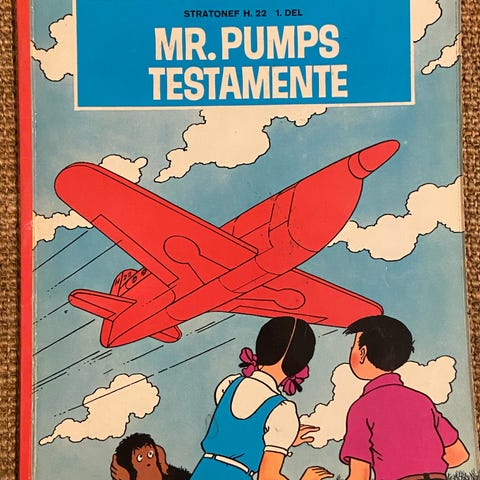 STRATONEF H. 22 1. DEL
MR. PUMPS
TESTAMENTE